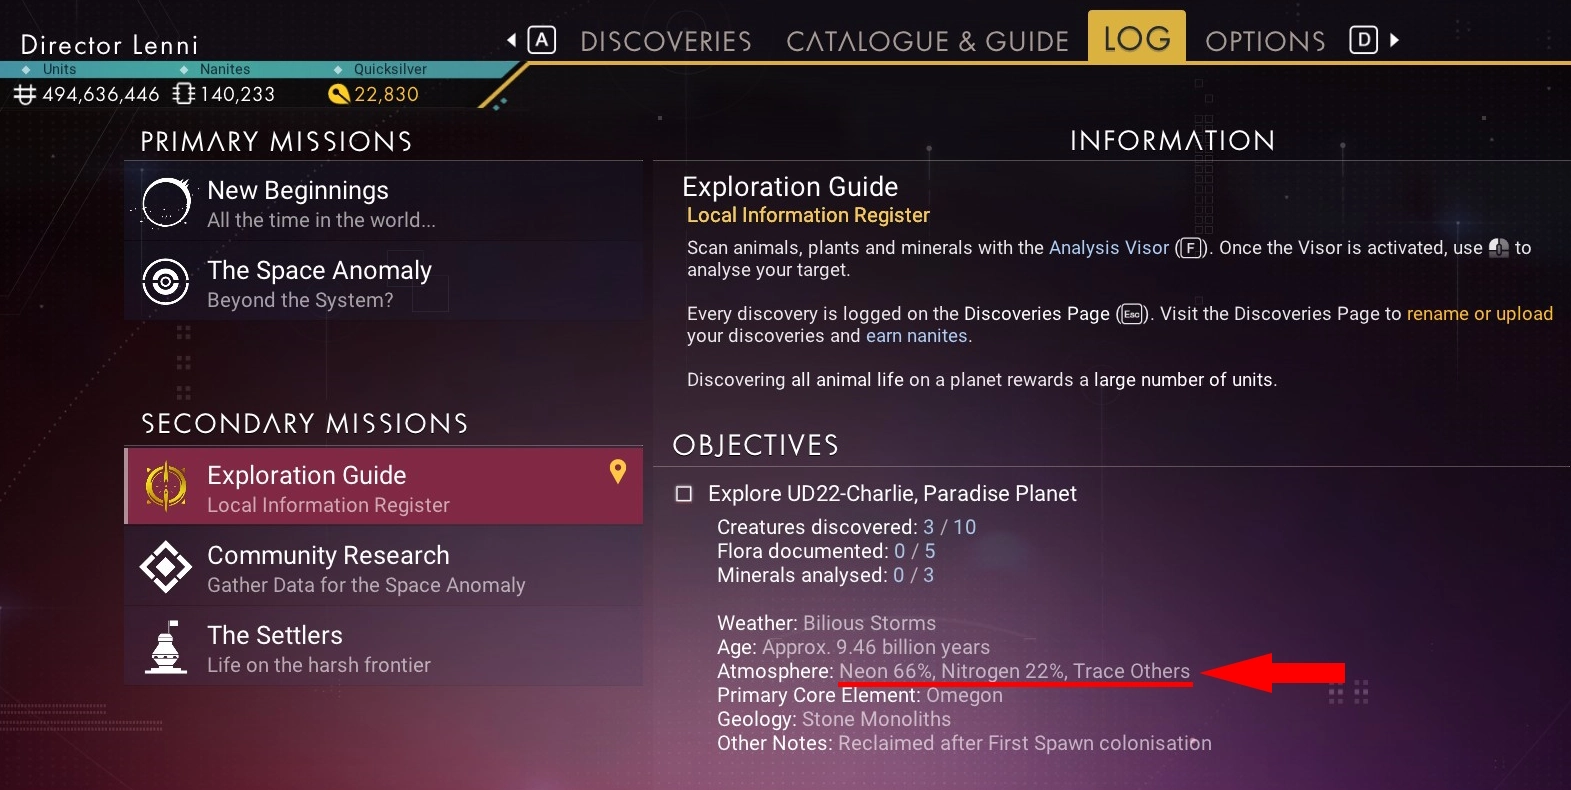 Director Lenni
Units Nanites Quicksilver
494,636,446 140,233 22,830
A DISCOVERIES CATALOGUE & GUIDE LOG OPTIONS D
PRIMARY MISSIONS
New Beginnings
All the time in the world...
The Space Anomaly
Beyond the System?
SECONDARY MISSIONS
Exploration Guide
Local Information Register
Community Research
Gather Data for the Space Anomaly
The Settlers
Life on the harsh frontier
INFORMATION
Exploration Guide
Local Information Register
Scan animals, plants and minerals with the Analysis Visor (F). Once the Visor is activated, use to
analyse your target.
Every discovery is logged on the Discoveries Page (Esc). Visit the Discoveries Page to rename or upload
your discoveries and earn nanites.
Discovering all animal life on a planet rewards a large number of units.
OBJECTIVES
Explore UD22-Charlie, Paradise Planet
Creatures discovered: 3 / 10
Flora documented: 0 / 5
Minerals analysed: 0 / 3
Weather: Bilious Storms
Age: Approx. 9.46 billion years
Atmosphere: Neon 66%, Nitrogen 22%, Trace Others
Primary Core Element: Omegon
Geology: Stone Monoliths
Other Notes: Reclaimed after First Spawn colonisation